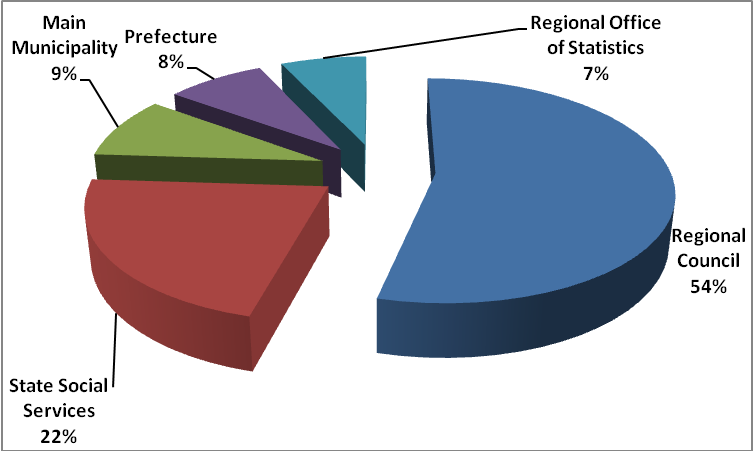 Main
Municipality
9%
Prefecture
8%
Regional Office
of Statistics
7%
Regional
Council
54%
State Social
Services
22%